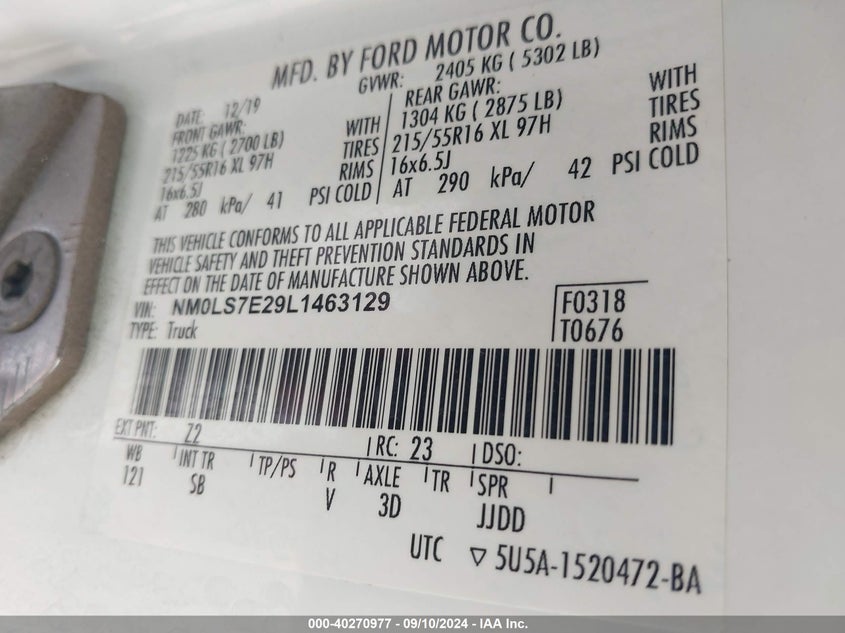 MFD. BY FORD MOTOR CO.
DATE: 12/19 GVWR: 2405 KG ( 5302 LB)
FRONT GAWR: REAR GAWR:
1225 KG ( 2700 LB) WITH 1304 KG ( 2875 LB) WITH
215/55R16 XL 97H TIRES 215/55R16 XL 97H TIRES
16x6.5J RIMS 16x6.5J RIMS
AT 280 kPa/ 41 PSI COLD AT 290 kPa/ 42 PSI COLD
THIS VEHICLE CONFORMS TO ALL APPLICABLE FEDERAL MOTOR
VEHICLE SAFETY AND THEFT PREVENTION STANDARDS IN
EFFECT ON THE DATE OF MANUFACTURE SHOWN ABOVE.
VIN: NM0LS7E29L1463129 F0318
TYPE: Truck T0676
EXT PNT: Z2 RC: 23 DSO:
WB INT TR TP/PS R AXLE TR SPR
121 SB V 3D JJDD
UTC ▽ 5U5A-1520472-BA
000-40270977 - 09/10/2024 - IAA Inc.